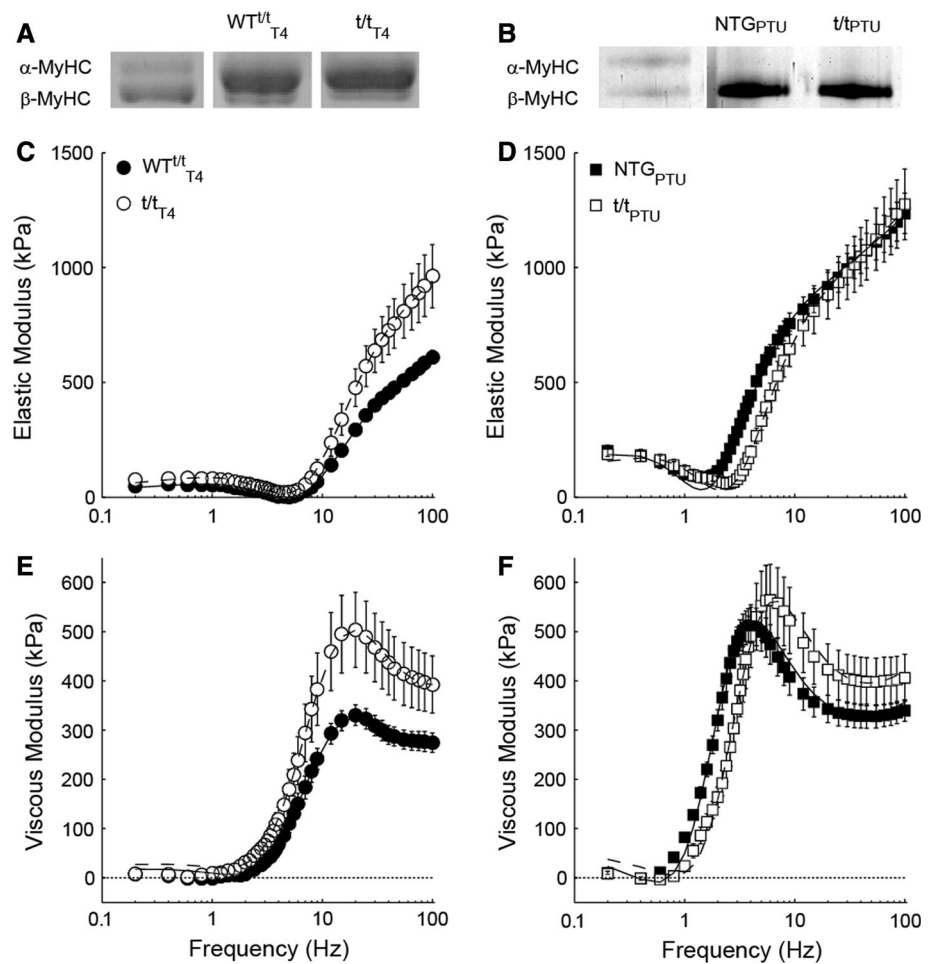 A
WT^t/t_T4
t/t_T4
α-MyHC
β-MyHC
B
NTG_PTU
t/t_PTU
α-MyHC
β-MyHC
C
1500
1000
500
0
Elastic Modulus (kPa)
WT^t/t_T4
t/t_T4
0.1
1
10
100
D
1500
1000
500
0
Elastic Modulus (kPa)
NTG_PTU
t/t_PTU
0.1
1
10
100
E
600
500
400
300
200
100
0
Viscous Modulus (kPa)
0.1
1
10
100
Frequency (Hz)
F
600
500
400
300
200
100
0
Viscous Modulus (kPa)
0.1
1
10
100
Frequency (Hz)